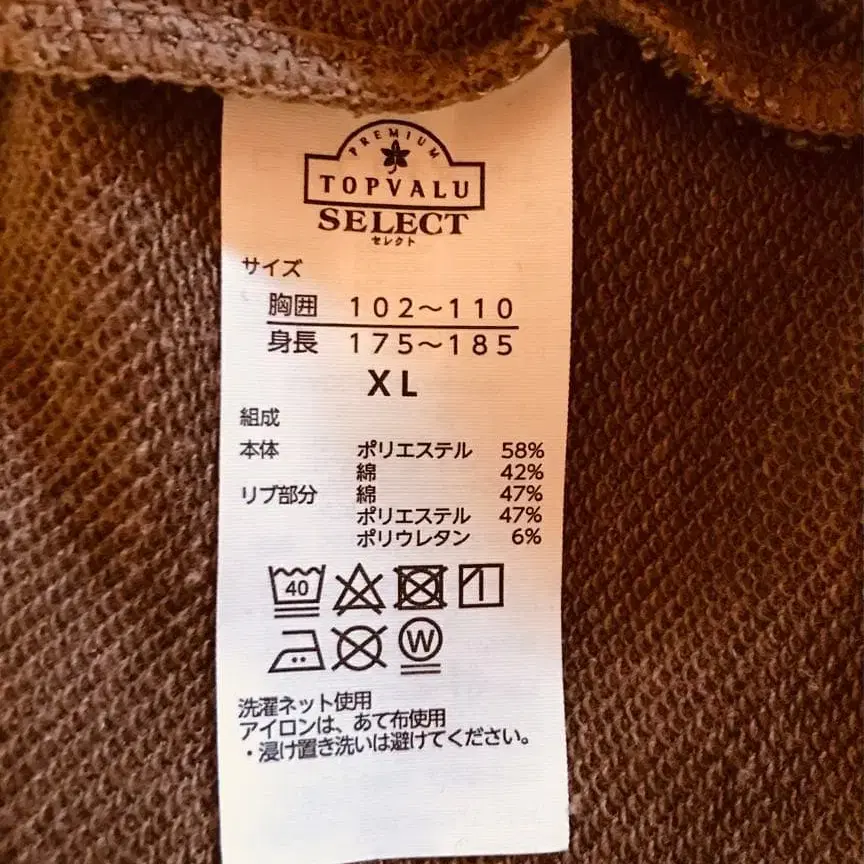 PREMIUM
TOPVALU
SELECT
セレクト
サイズ
胸囲 102～110
身長 175～185
XL
組成
本体 ポリエステル 58%
綿 42%
リブ部分 綿 47%
ポリエステル 47%
ポリウレタン 6%
40
W
洗濯ネット使用
アイロンは、あて布使用
・浸け置き洗いは避けてください。